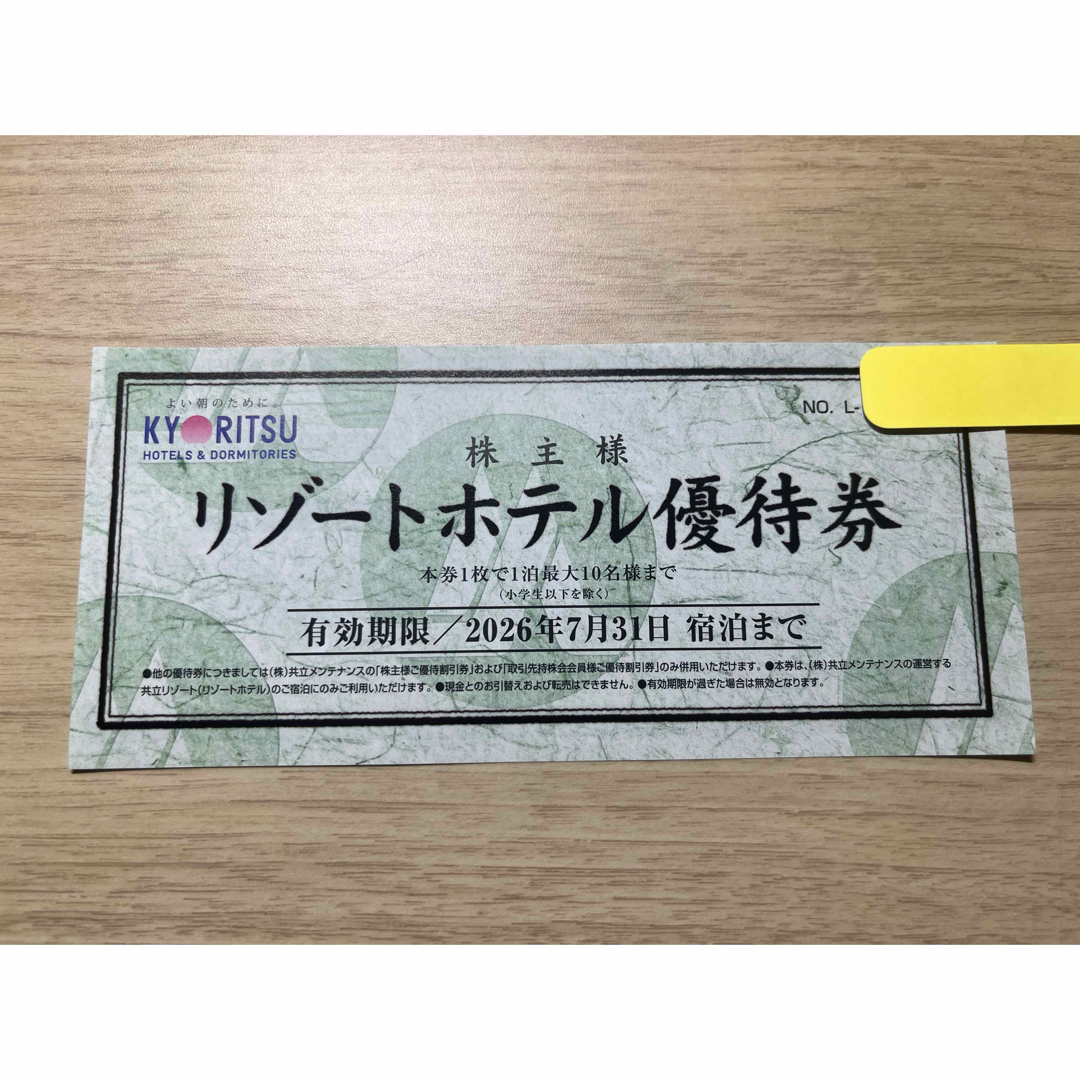 よい朝のために…
KYORITSU
HOTELS & DORMITORIES
NO. L-
株主様
リゾートホテル優待券
本券1枚で1泊最大10名様まで
（小学生以下を除く）
有効期限／2026年7月31日 宿泊まで
●他の優待券につきましては（株）共立メンテナンスの「株主様ご優待割引券」および「取引先持株会会員様ご優待割引券」のみ併用いただけます。●本券は、（株）共立メンテナンスの運営する
共立リゾート（リゾートホテル）のご宿泊にのみご利用いただけます。●現金とのお引替えおよび転売はできません。●有効期限が過ぎた場合は無効となります。